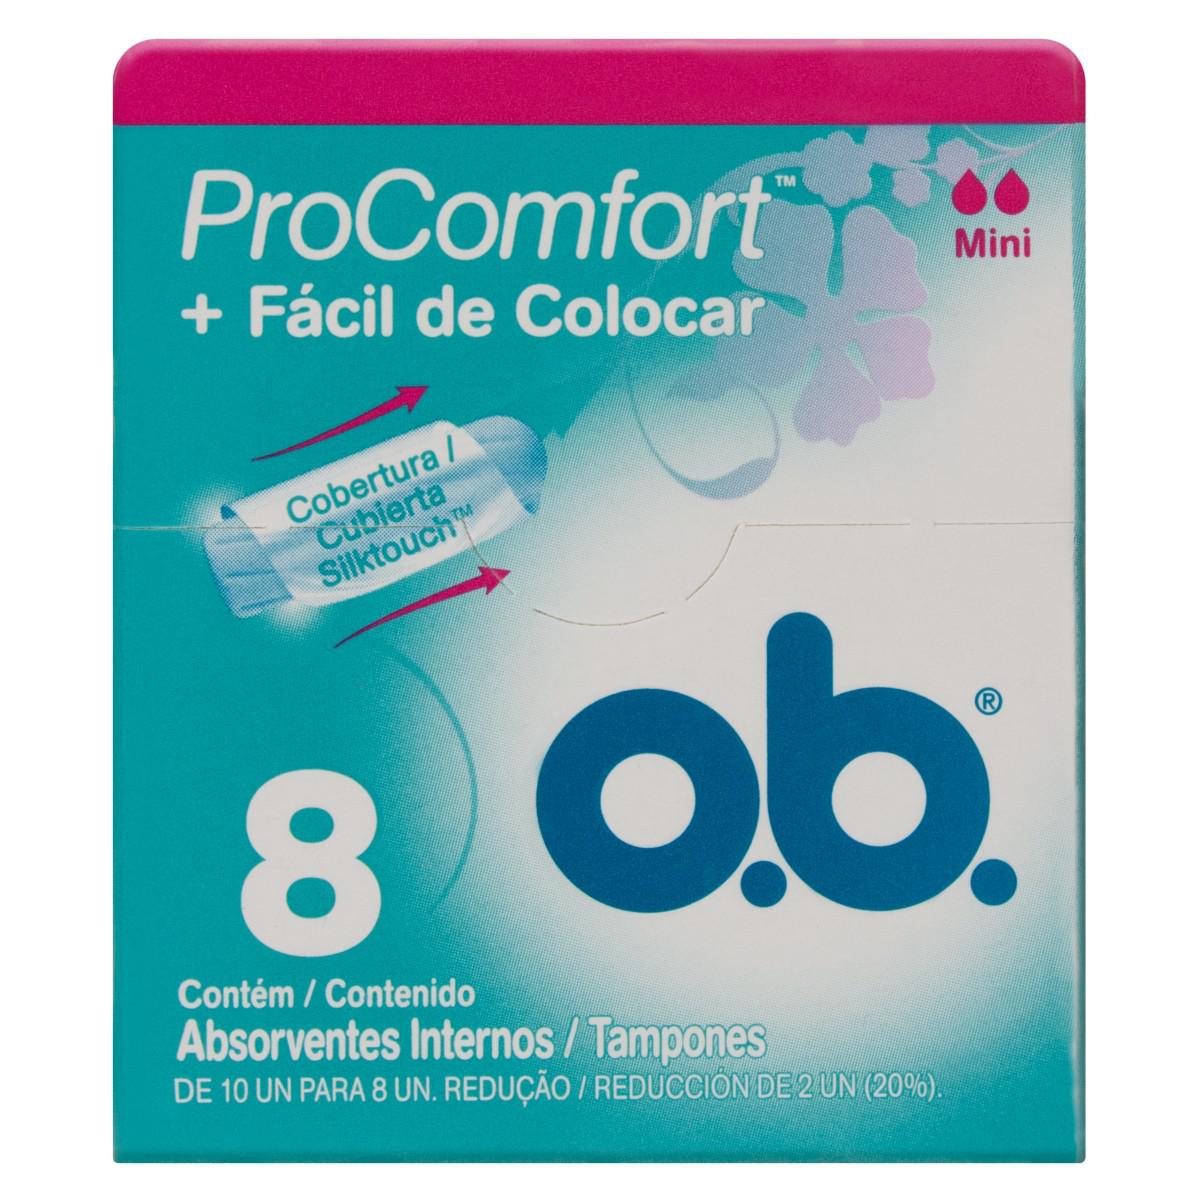 ProComfort™
+ Fácil de Colocar
Mini
Cobertura /
Cubierta
Silktouch™
o.b.®
8
Contém / Contenido
Absorventes Internos / Tampones
DE 10 UN PARA 8 UN. REDUÇÃO / REDUCCIÓN DE 2 UN (20%).